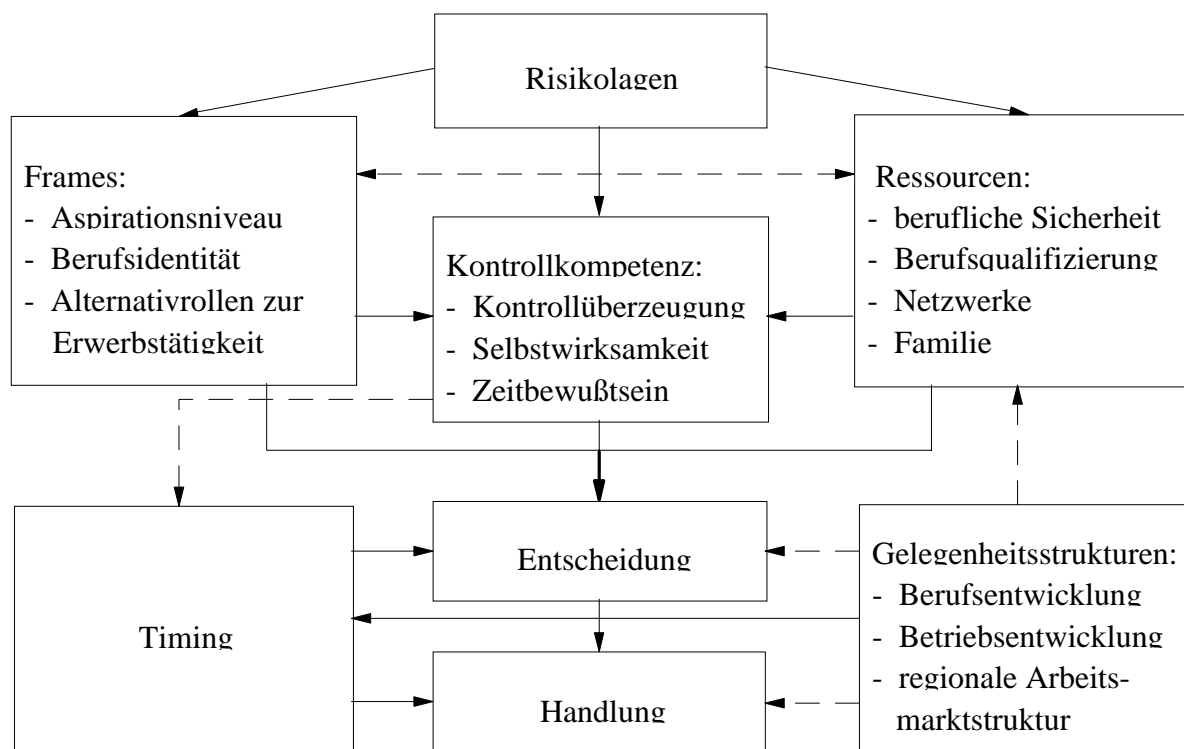 Risikolagen
Frames:
- Aspirationsniveau
- Berufsidentität
- Alternativrollen zur
Erwerbstätigkeit
Kontrollkompetenz:
- Kontrollüberzeugung
- Selbstwirksamkeit
- Zeitbewußtsein
Ressourcen:
- berufliche Sicherheit
- Berufsqualifizierung
- Netzwerke
- Familie
Timing
Entscheidung
Handlung
Gelegenheitsstrukturen:
- Berufsentwicklung
- Betriebsentwicklung
- regionale Arbeits-
marktstruktur